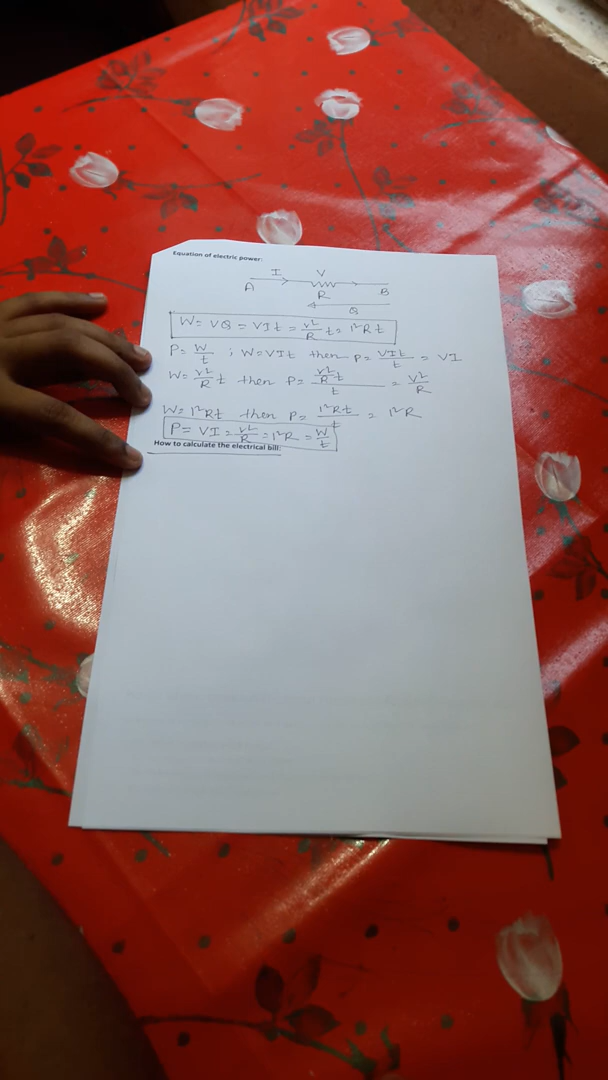 Equation of electric power:
I V
A B
R
Q
W = VQ = VIt = V²/R t = I²Rt
P = W/t ; W = VIt then P = VIt/t = VI
W = V²/R t then P = V²/R t/t = V²/R
W = I²Rt then P = I²Rt/t = I²R
P = VI = V²/R = I²R = W/t
How to calculate the electrical bill: